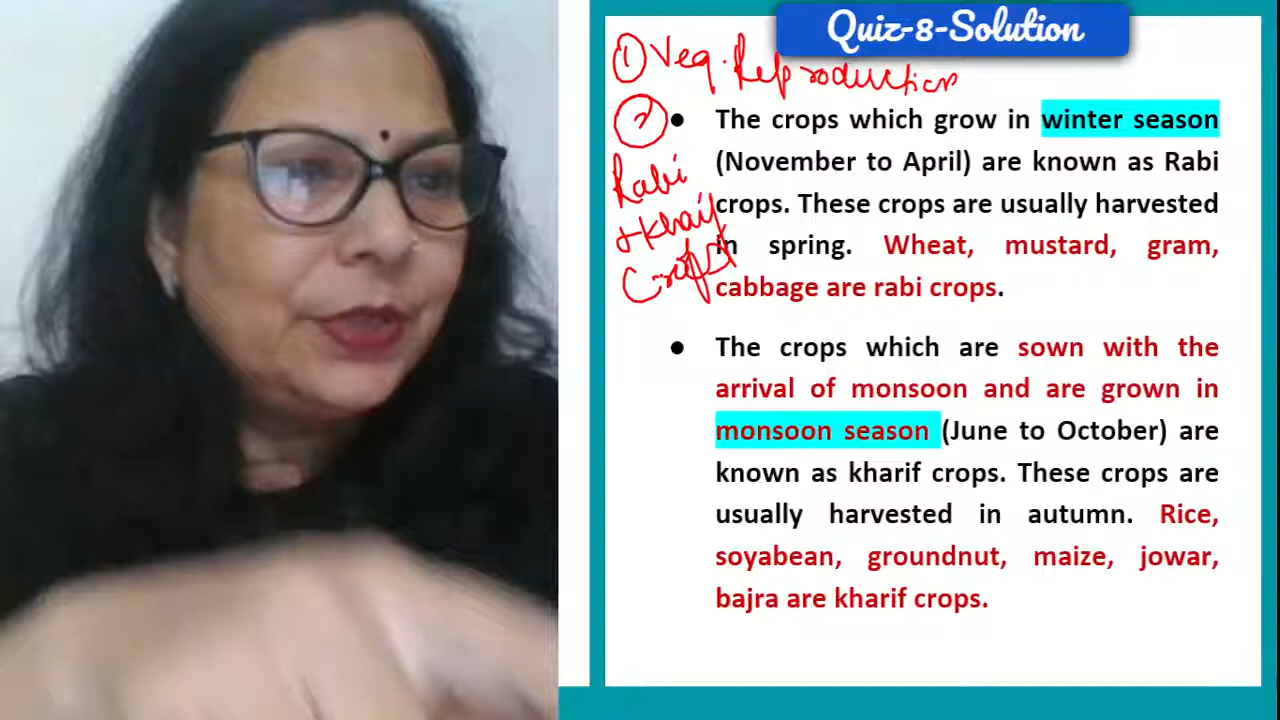 Quiz-8-Solution
① Veg. Reproduction
②
Rabi
+ Kharif
Crops
● The crops which grow in winter season
(November to April) are known as Rabi
crops. These crops are usually harvested
in spring. Wheat, mustard, gram,
cabbage are rabi crops.
● The crops which are sown with the
arrival of monsoon and are grown in
monsoon season (June to October) are
known as kharif crops. These crops are
usually harvested in autumn. Rice,
soyabean, groundnut, maize, jowar,
bajra are kharif crops.